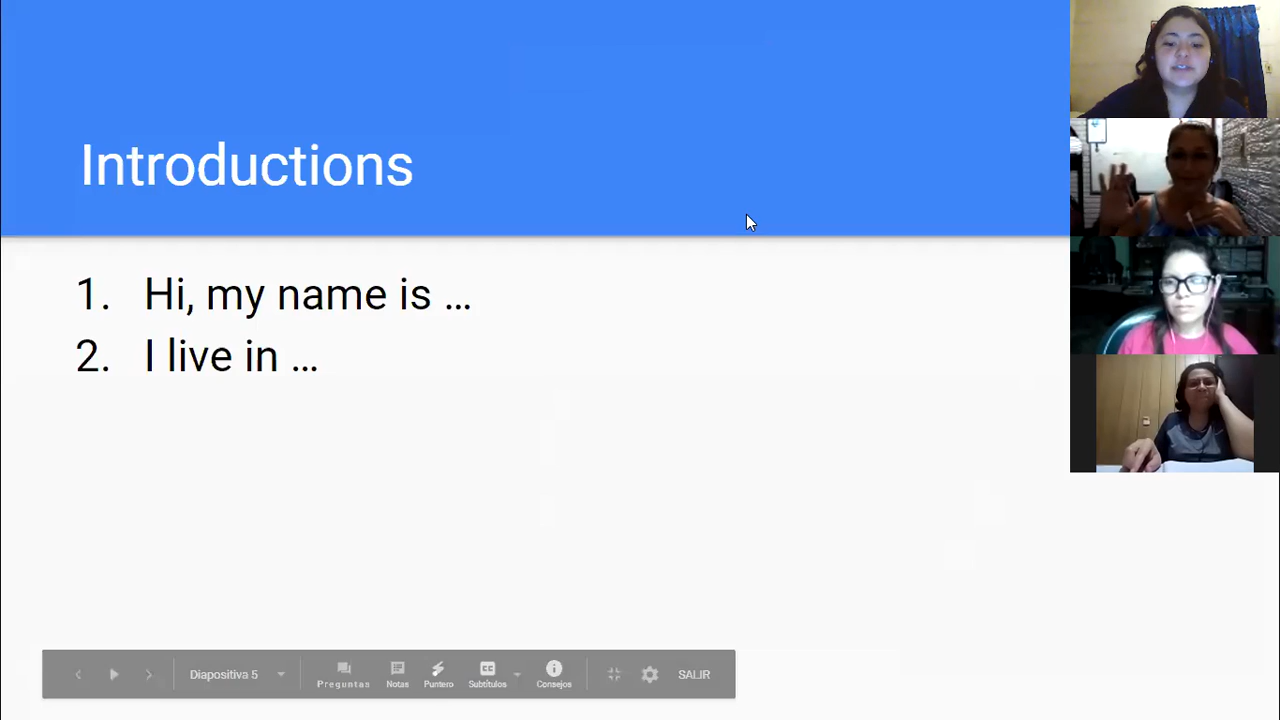 Introductions
1. Hi, my name is ...
2. I live in ...
Diapositiva 5
Preguntas
Notas
Puntero
Subtítulos
Consejos
SALIR